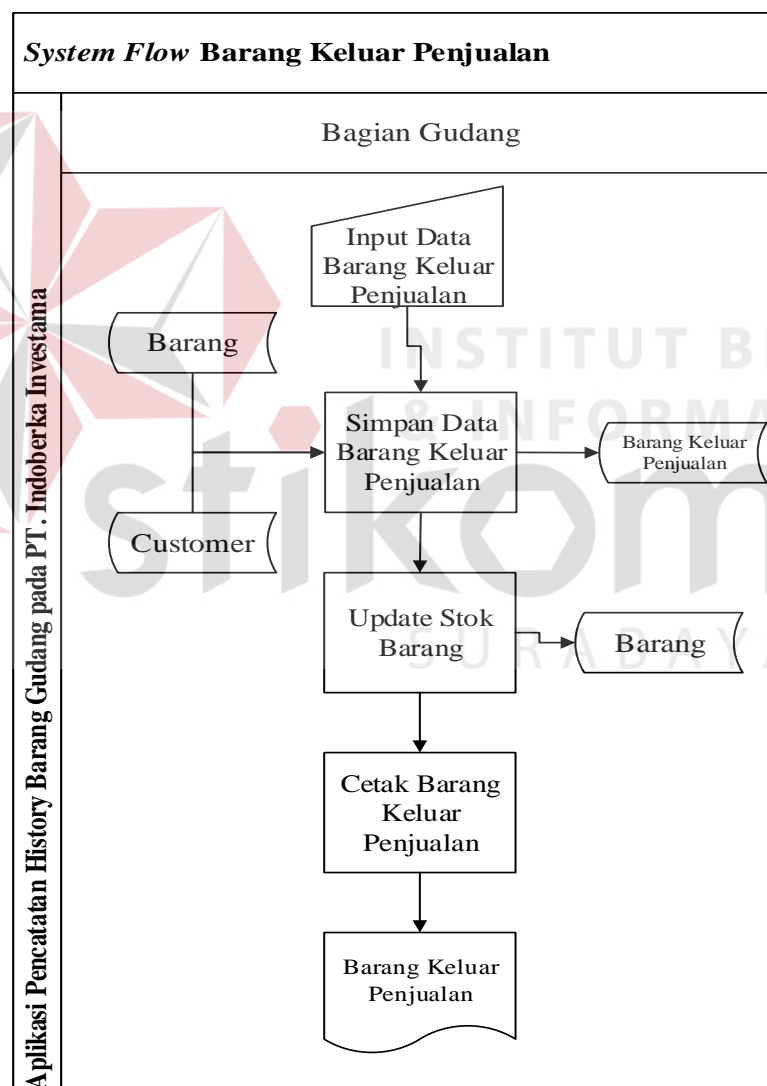 System Flow Barang Keluar Penjualan
Bagian Gudang
Aplikasi Pencatatan History Barang Gudang pada PT. Indoberka Investama
Input Data
Barang Keluar
Penjualan
Barang
Simpan Data
Barang Keluar
Penjualan
Barang Keluar
Penjualan
Customer
Update Stok
Barang
Barang
Cetak Barang
Keluar
Penjualan
Barang Keluar
Penjualan
INSTITUT B
& INFORMA
stikom
SURABAYA